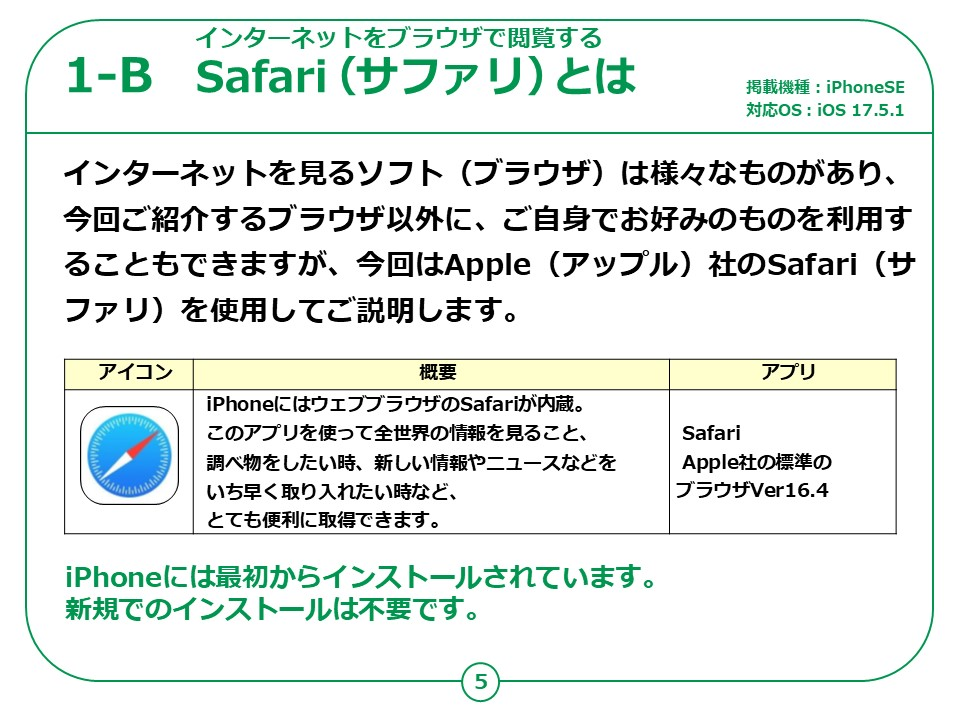 インターネットをブラウザで閲覧する
1-B Safari（サファリ）とは
掲載機種：iPhoneSE
対応OS：iOS 17.5.1
インターネットを見るソフト（ブラウザ）は様々なものがあり、
今回ご紹介するブラウザ以外に、ご自身でお好みのものを利用す
ることもできますが、今回はApple（アップル）社のSafari（サ
ファリ）を使用してご説明します。
アイコン 概要 アプリ
iPhoneにはウェブブラウザのSafariが内蔵。
このアプリを使って全世界の情報を見ること、
調べ物をしたい時、新しい情報やニュースなどを
いち早く取り入れたい時など、
とても便利に取得できます。
Safari
Apple社の標準の
ブラウザVer16.4
iPhoneには最初からインストールされています。
新規でのインストールは不要です。
5